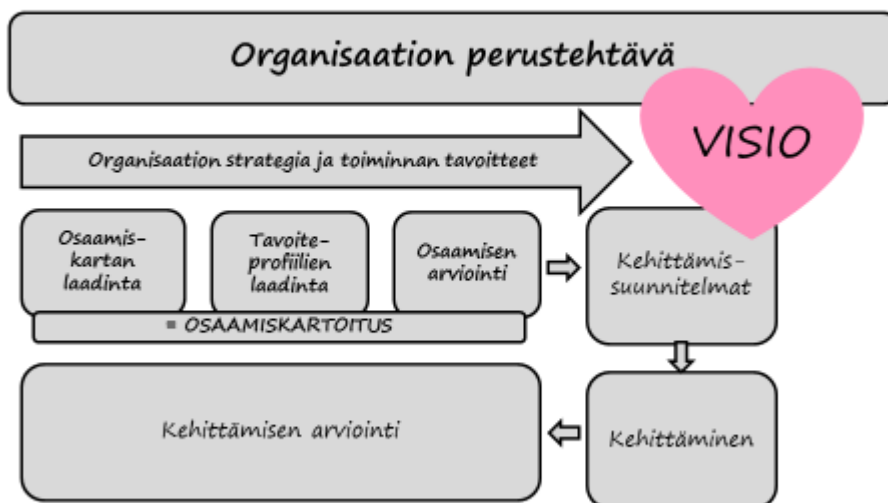 Organisaation perustehtävä
VISIO
Organisaation strategia ja toiminnan tavoitteet
Osaamis-
kartan
laadinta
Tavoite-
profiilien
laadinta
Osaamisen
arviointi
Kehittämis-
suunnitelmat
= OSAAMISKARTOITUS
Kehittämisen arviointi
Kehittäminen